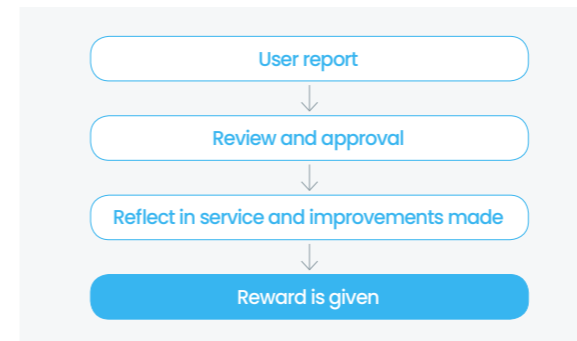 User report
Review and approval
Reflect in service and improvements made
Reward is given